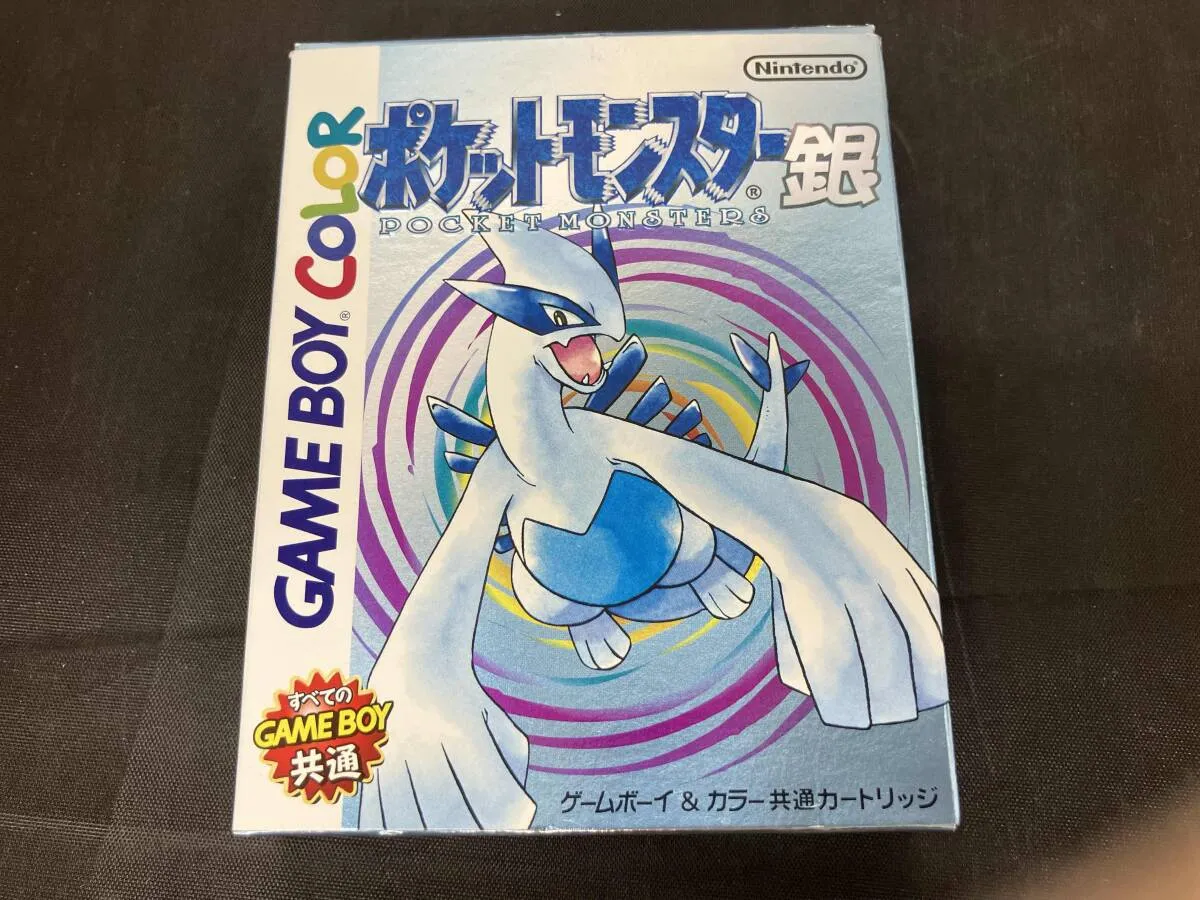 Nintendo®
ポケットモンスター®銀
POCKET MONSTERS
GAME BOY® COLOR
すべての
GAME BOY
共通
ゲームボーイ & カラー共通カートリッジ